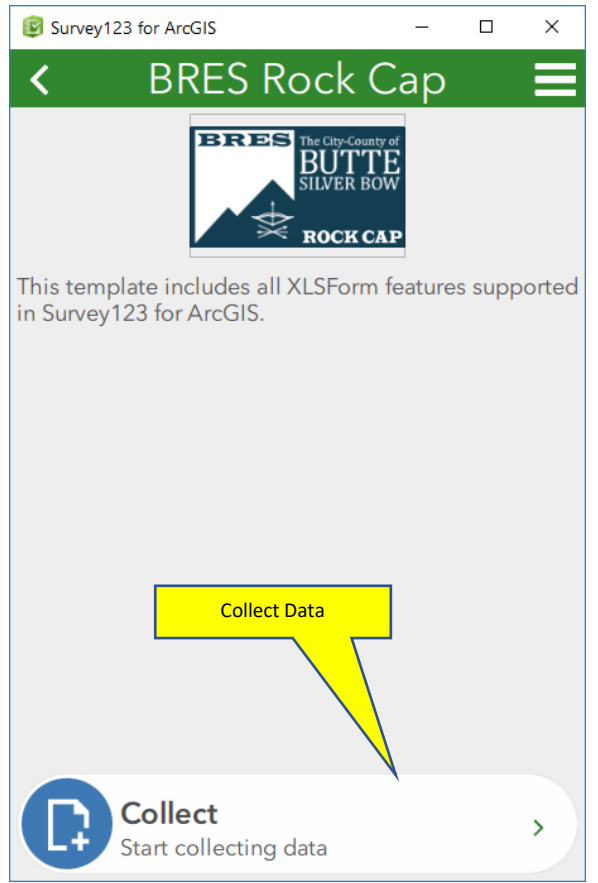 Survey123 for ArcGIS
BRES Rock Cap
BRES
The City-County of
BUTTE
SILVER BOW
ROCK CAP
This template includes all XLSForm features supported
in Survey123 for ArcGIS.
Collect Data
Collect
Start collecting data